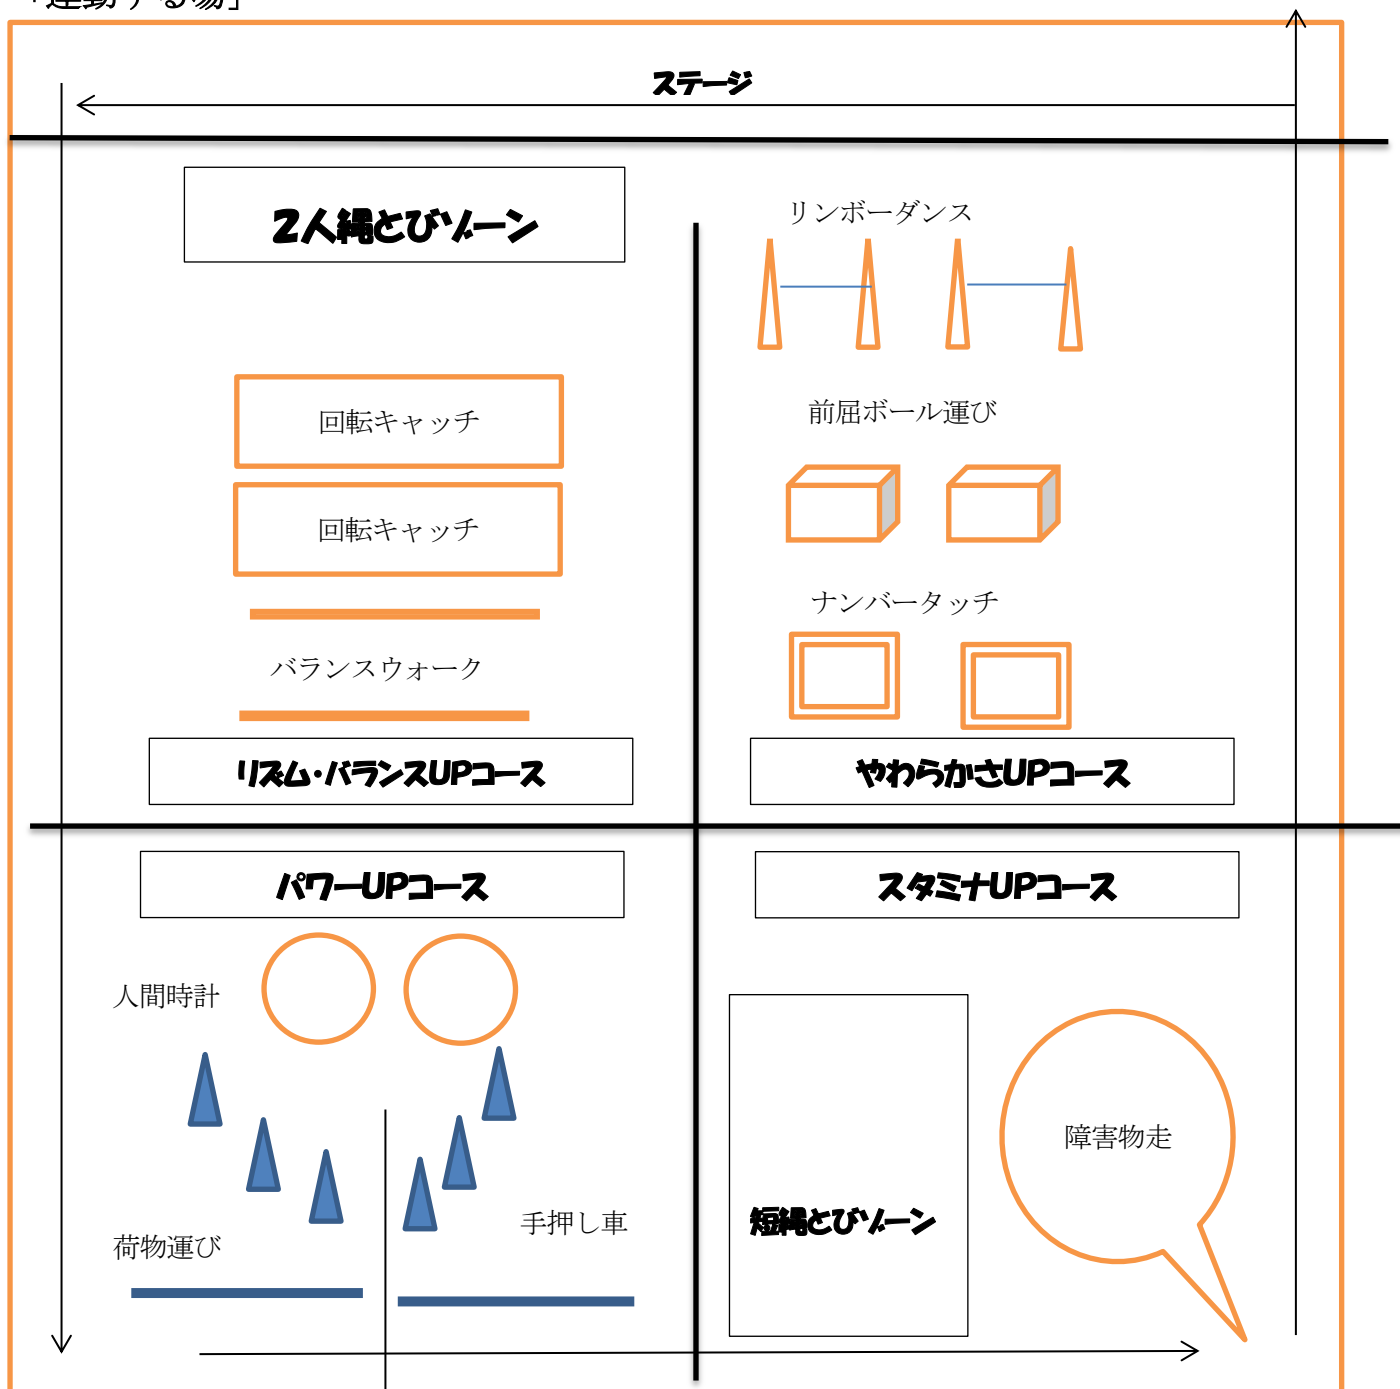 「運動する場」
ステージ
2人縄とびゾーン
リンボーダンス
回転キャッチ
前屈ボール運び
回転キャッチ
ナンバータッチ
バランスウォーク
リズム・バランスUPコース
やわらかさUPコース
パワーUPコース
スタミナUPコース
人間時計
障害物走
手押し車
短縄とびゾーン
荷物運び